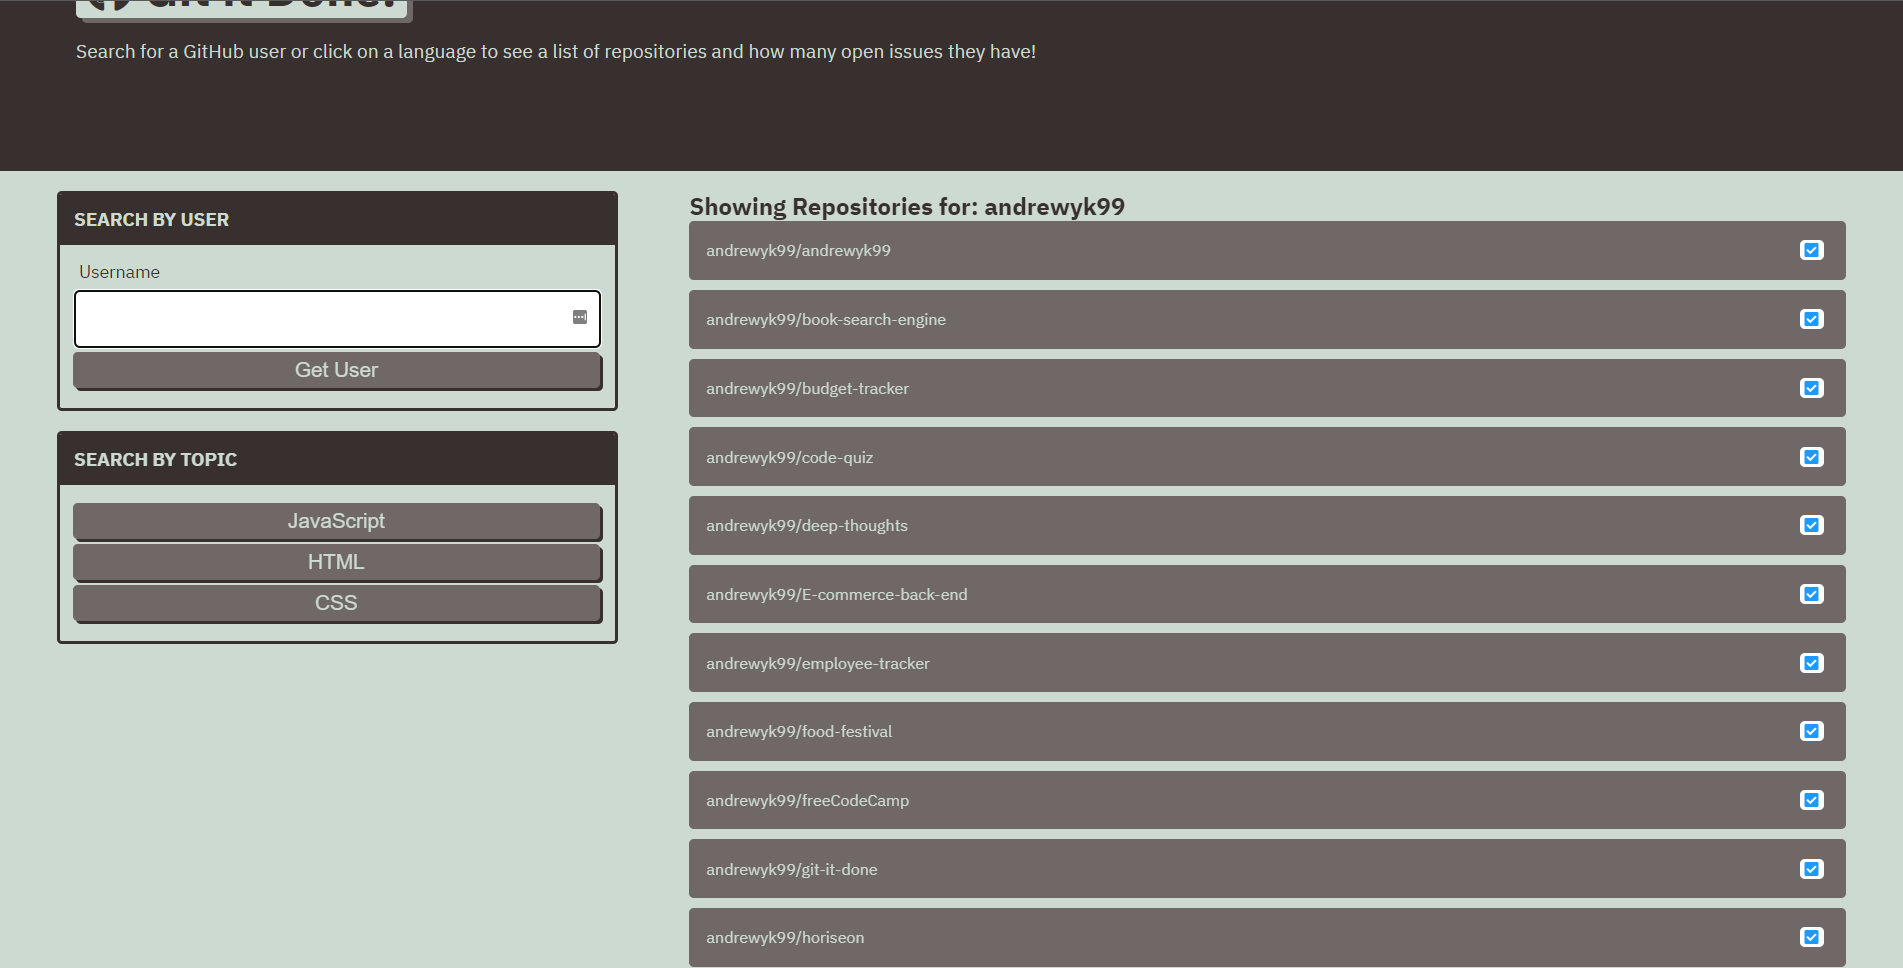 Git it Done!
Search for a GitHub user or click on a language to see a list of repositories and how many open issues they have!
SEARCH BY USER
Username
Get User
SEARCH BY TOPIC
JavaScript
HTML
CSS
Showing Repositories for: andrewyk99
andrewyk99/andrewyk99
andrewyk99/book-search-engine
andrewyk99/budget-tracker
andrewyk99/code-quiz
andrewyk99/deep-thoughts
andrewyk99/E-commerce-back-end
andrewyk99/employee-tracker
andrewyk99/food-festival
andrewyk99/freeCodeCamp
andrewyk99/git-it-done
andrewyk99/horiseon